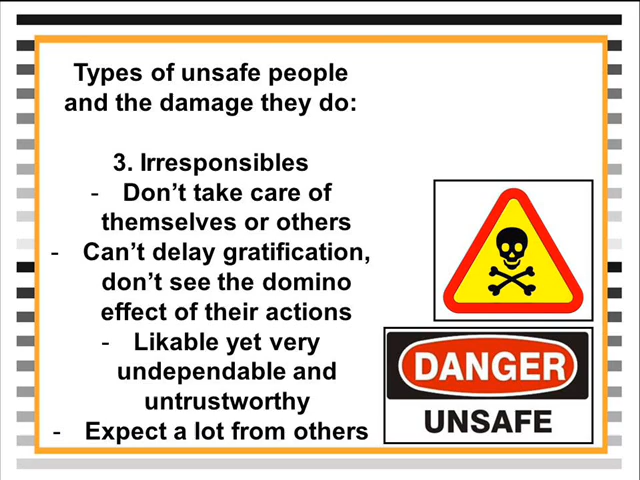 Types of unsafe people
and the damage they do:
3. Irresponsibles
- Don’t take care of
themselves or others
- Can’t delay gratification,
don’t see the domino
effect of their actions
- Likable yet very
undependable and
untrustworthy
- Expect a lot from others
DANGER
UNSAFE